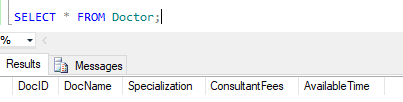 SELECT * FROM Doctor;
%
Results Messages
DocID DocName Specialization ConsultantFees AvailableTime